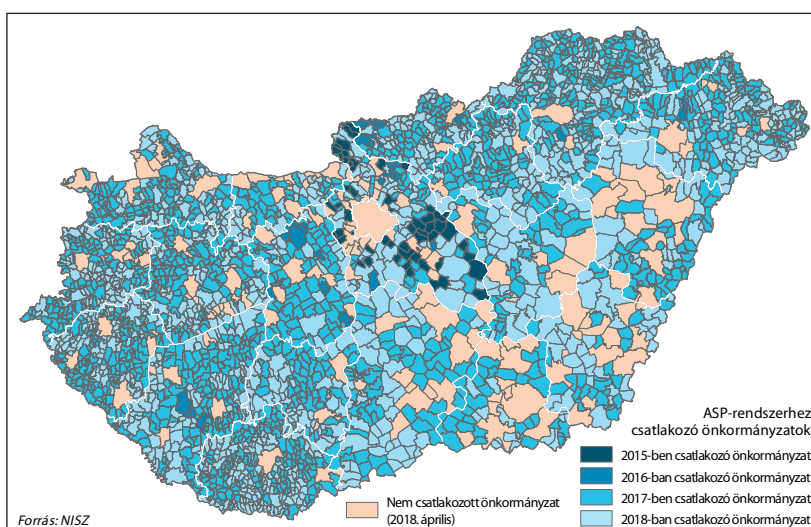 ASP-rendszerhez
csatlakozó önkormányzatok
2015-ben csatlakozó önkormányzat
2016-ban csatlakozó önkormányzat
2017-ben csatlakozó önkormányzat
2018-ban csatlakozó önkormányzat
Nem csatlakozott önkormányzat
(2018. április)
Forrás: NISZ